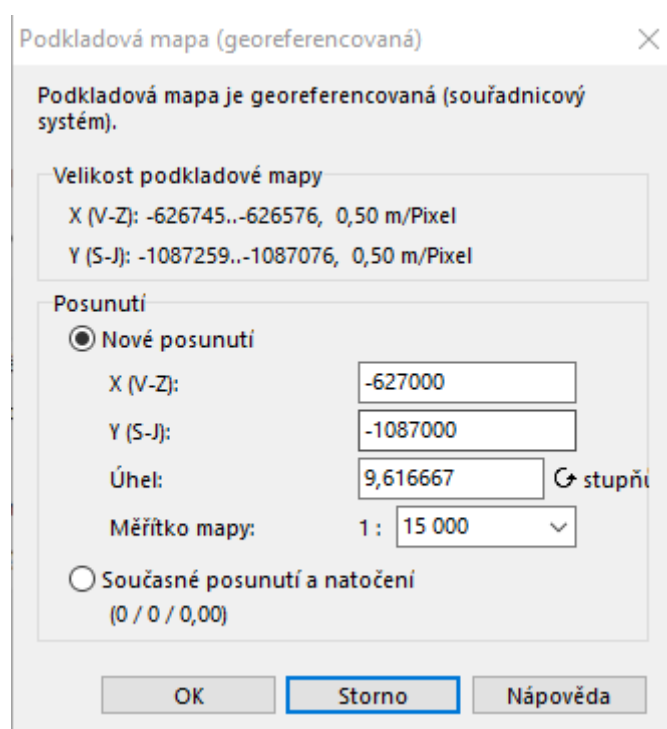 Podkladová mapa (georeferencovaná)
Podkladová mapa je georeferencovaná (souřadnicový
systém).
Velikost podkladové mapy
X (V-Z): -626745..-626576, 0,50 m/Pixel
Y (S-J): -1087259..-1087076, 0,50 m/Pixel
Posunutí
Nové posunutí
X (V-Z): -627000
Y (S-J): -1087000
Úhel: 9,616667 stupňů
Měřítko mapy: 1 : 15 000
Současné posunutí a natočení
(0 / 0 / 0,00)
OK Storno Nápověda